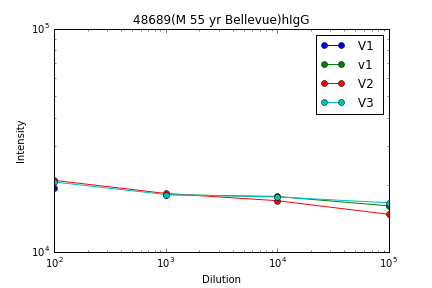 48689(M 55 yr Bellevue)hIgG
10^5
V1
v1
V2
V3
Intensity
10^4
10^2 10^3 10^4 10^5
Dilution